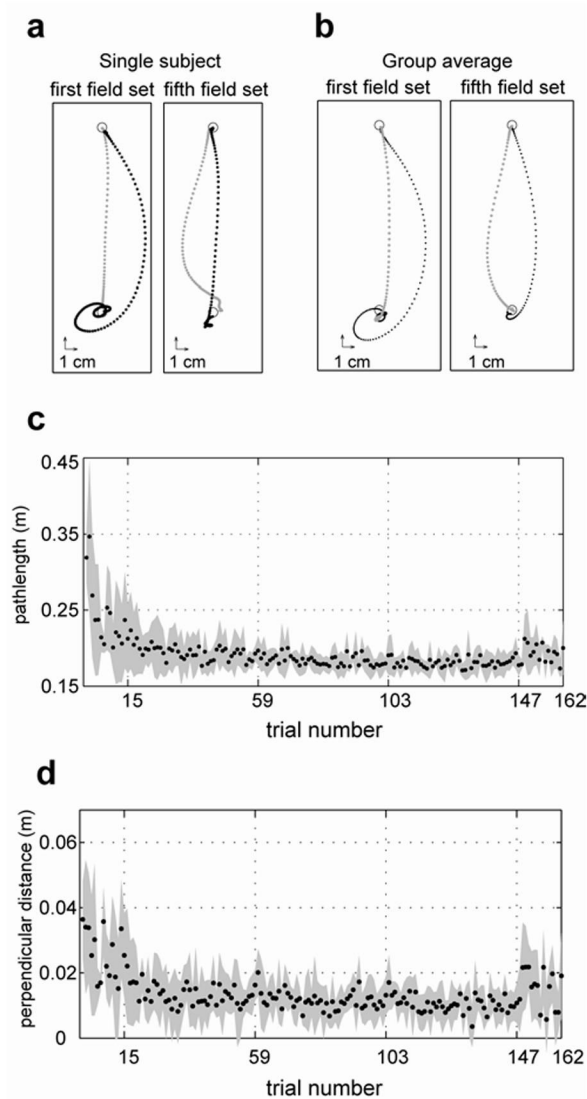 a
Single subject
first field set fifth field set
1 cm
1 cm
b
Group average
first field set fifth field set
1 cm
1 cm
c
0.45
0.35
0.25
0.15
pathlength (m)
15 59 103 147 162
trial number
d
0.06
0.04
0.02
0
perpendicular distance (m)
15 59 103 147 162
trial number